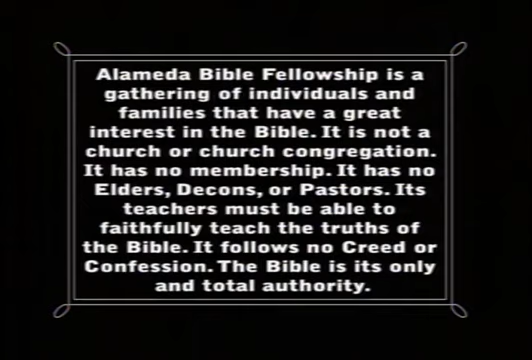 Alameda Bible Fellowship is a
gathering of individuals and
families that have a great
interest in the Bible. It is not a
church or church congregation.
It has no membership. It has no
Elders, Decons, or Pastors. Its
teachers must be able to
faithfully teach the truths of
the Bible. It follows no Creed or
Confession. The Bible is its only
and total authority.